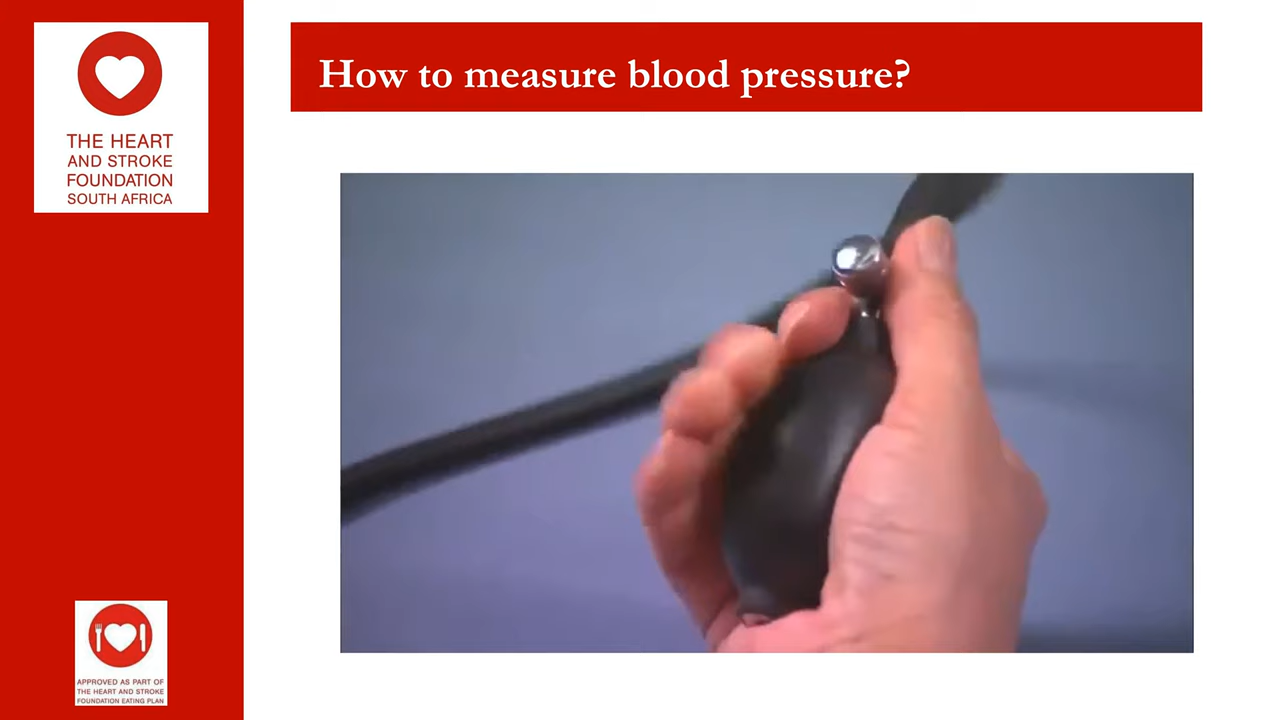 THE HEART
AND STROKE
FOUNDATION
SOUTH AFRICA
How to measure blood pressure?
APPROVED AS PART OF
THE HEART AND STROKE
FOUNDATION EATING PLAN